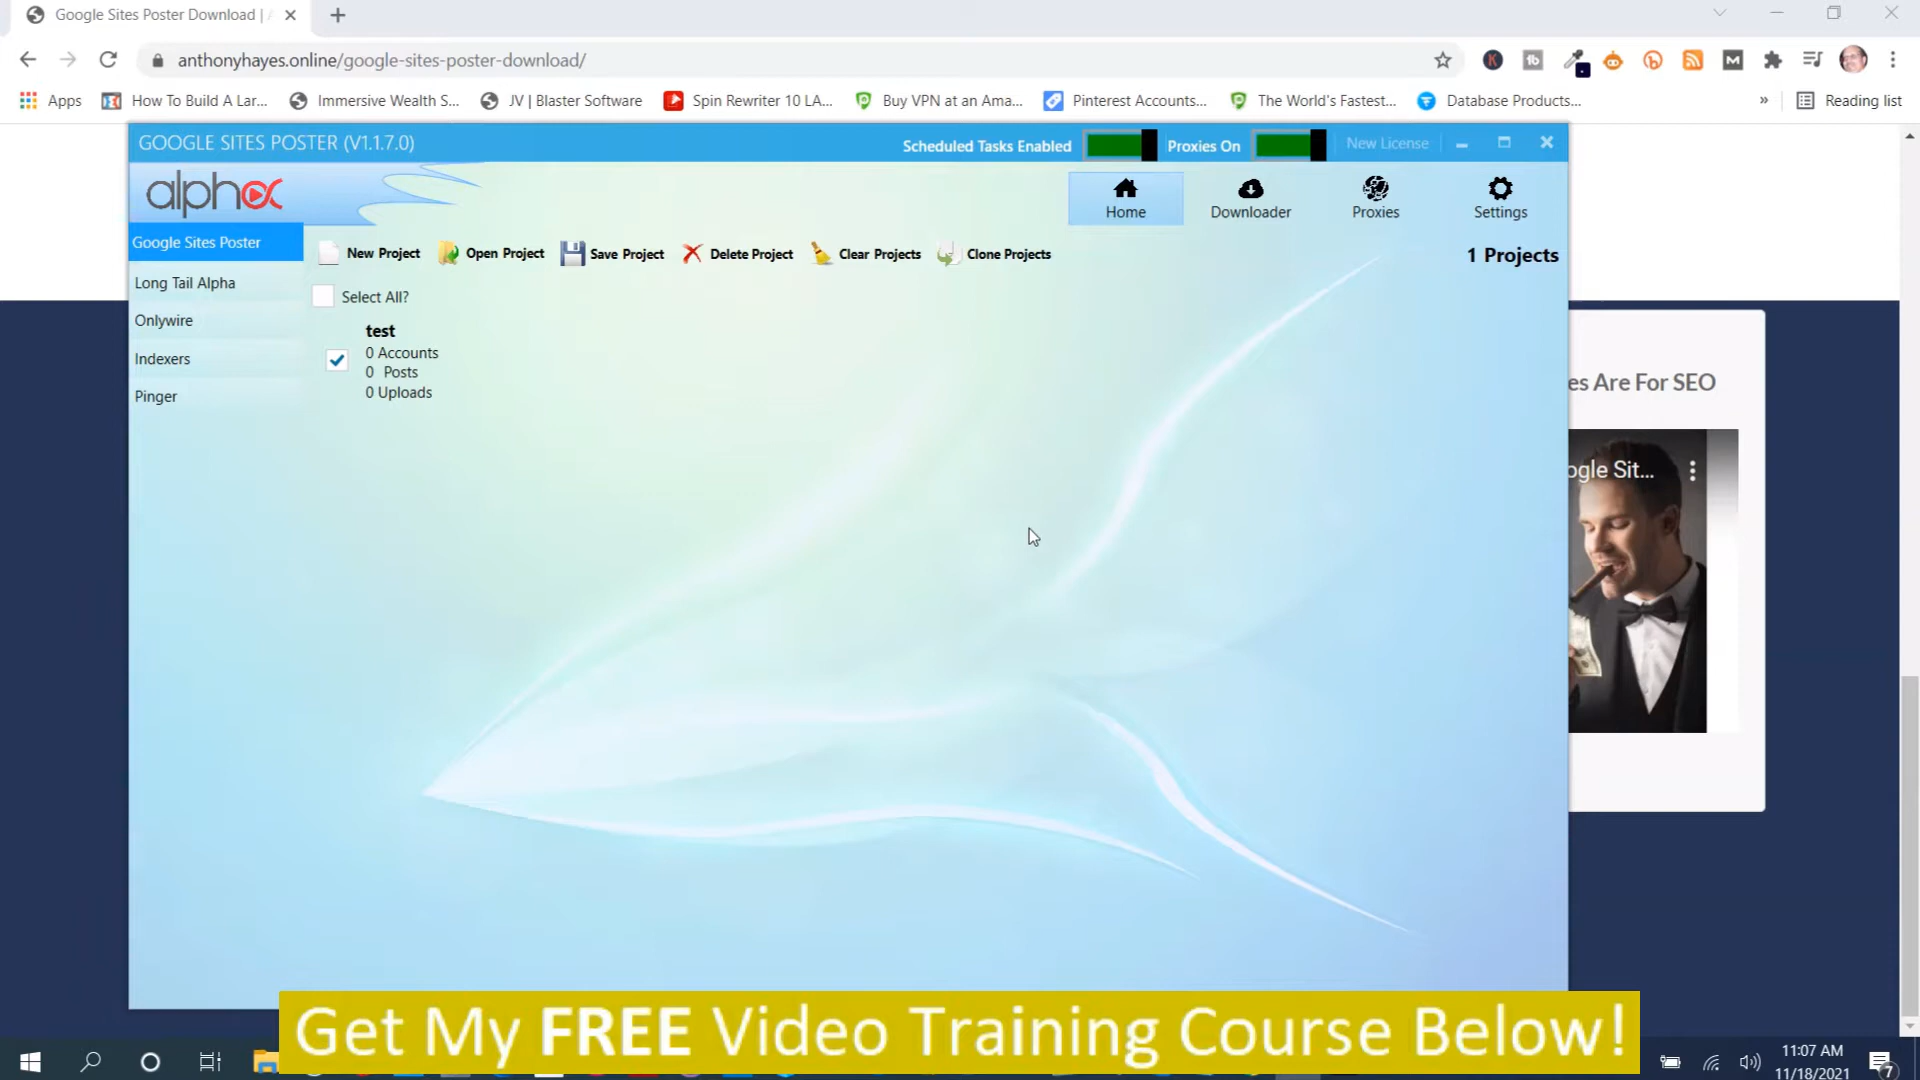 Google Sites Poster Download |
anthonyhayes.online/google-sites-poster-download/
Apps
How To Build A Lar...
Immersive Wealth S...
JV | Blaster Software
Spin Rewriter 10 LA...
Buy VPN at an Ama...
Pinterest Accounts...
The World's Fastest...
Database Products...
»
Reading list
GOOGLE SITES POSTER (V1.1.7.0)
Scheduled Tasks Enabled
Proxies On
New License
alpha
Home
Downloader
Proxies
Settings
Google Sites Poster
New Project
Open Project
Save Project
Delete Project
Clear Projects
Clone Projects
1 Projects
Long Tail Alpha
Select All?
Onlywire
test
0 Accounts
Indexers
0 Posts
0 Uploads
Pinger
es Are For SEO
ogle Sit...
Get My FREE Video Training Course Below!
11:07 AM
11/18/2021
7